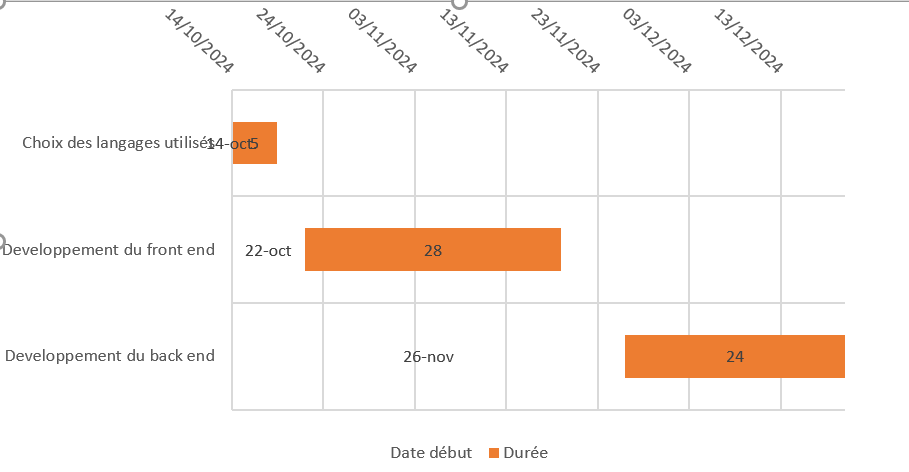 14/10/2024
24/10/2024
03/11/2024
13/11/2024
23/11/2024
03/12/2024
13/12/2024
Choix des langages utilisés
14-oct
5
Developpement du front end
22-oct
28
Developpement du back end
26-nov
24
Date début
Durée